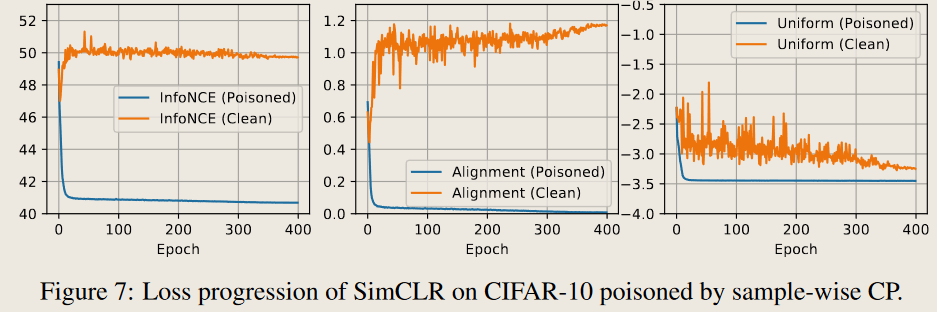 52
50
48
46
44
42
40
InfoNCE (Poisoned)
InfoNCE (Clean)
0 100 200 300 400
Epoch
1.2
1.0
0.8
0.6
0.4
0.2
0.0
Alignment (Poisoned)
Alignment (Clean)
0 100 200 300 400
Epoch
−0.5
−1.0
−1.5
−2.0
−2.5
−3.0
−3.5
−4.0
Uniform (Poisoned)
Uniform (Clean)
0 100 200 300 400
Epoch
Figure 7: Loss progression of SimCLR on CIFAR-10 poisoned by sample-wise CP.